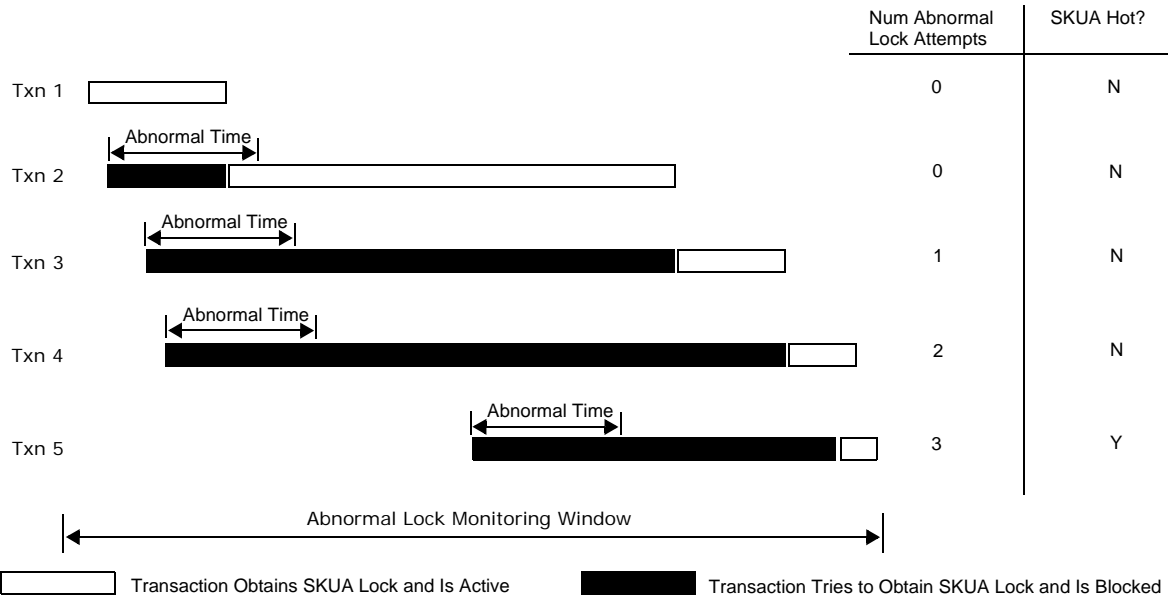 Num Abnormal
Lock Attempts
SKUA Hot?
Txn 1
0
N
Abnormal Time
Txn 2
0
N
Abnormal Time
Txn 3
1
N
Abnormal Time
Txn 4
2
N
Abnormal Time
Txn 5
3
Y
Abnormal Lock Monitoring Window
Transaction Obtains SKUA Lock and Is Active
Transaction Tries to Obtain SKUA Lock and Is Blocked